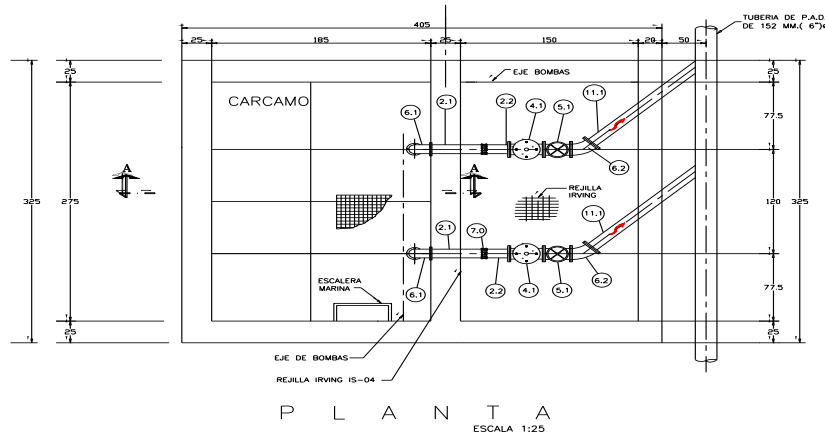 TUBERIA DE P.A.D.
DE 152 MM.( 6")
405
25
185
25
150
20
50
25
EJE BOMBAS
25
CARCAMO
2.1
2.2
4.1
5.1
11.1
6.1
77.5
6.2
A
A
325
275
REJILLA
IRVING
120
325
11.1
2.1
7.0
ESCALERA
MARINA
6.1
2.2
4.1
5.1
6.2
77.5
25
25
EJE DE BOMBAS
REJILLA IRVING IS-04
PLANTA
ESCALA 1:25